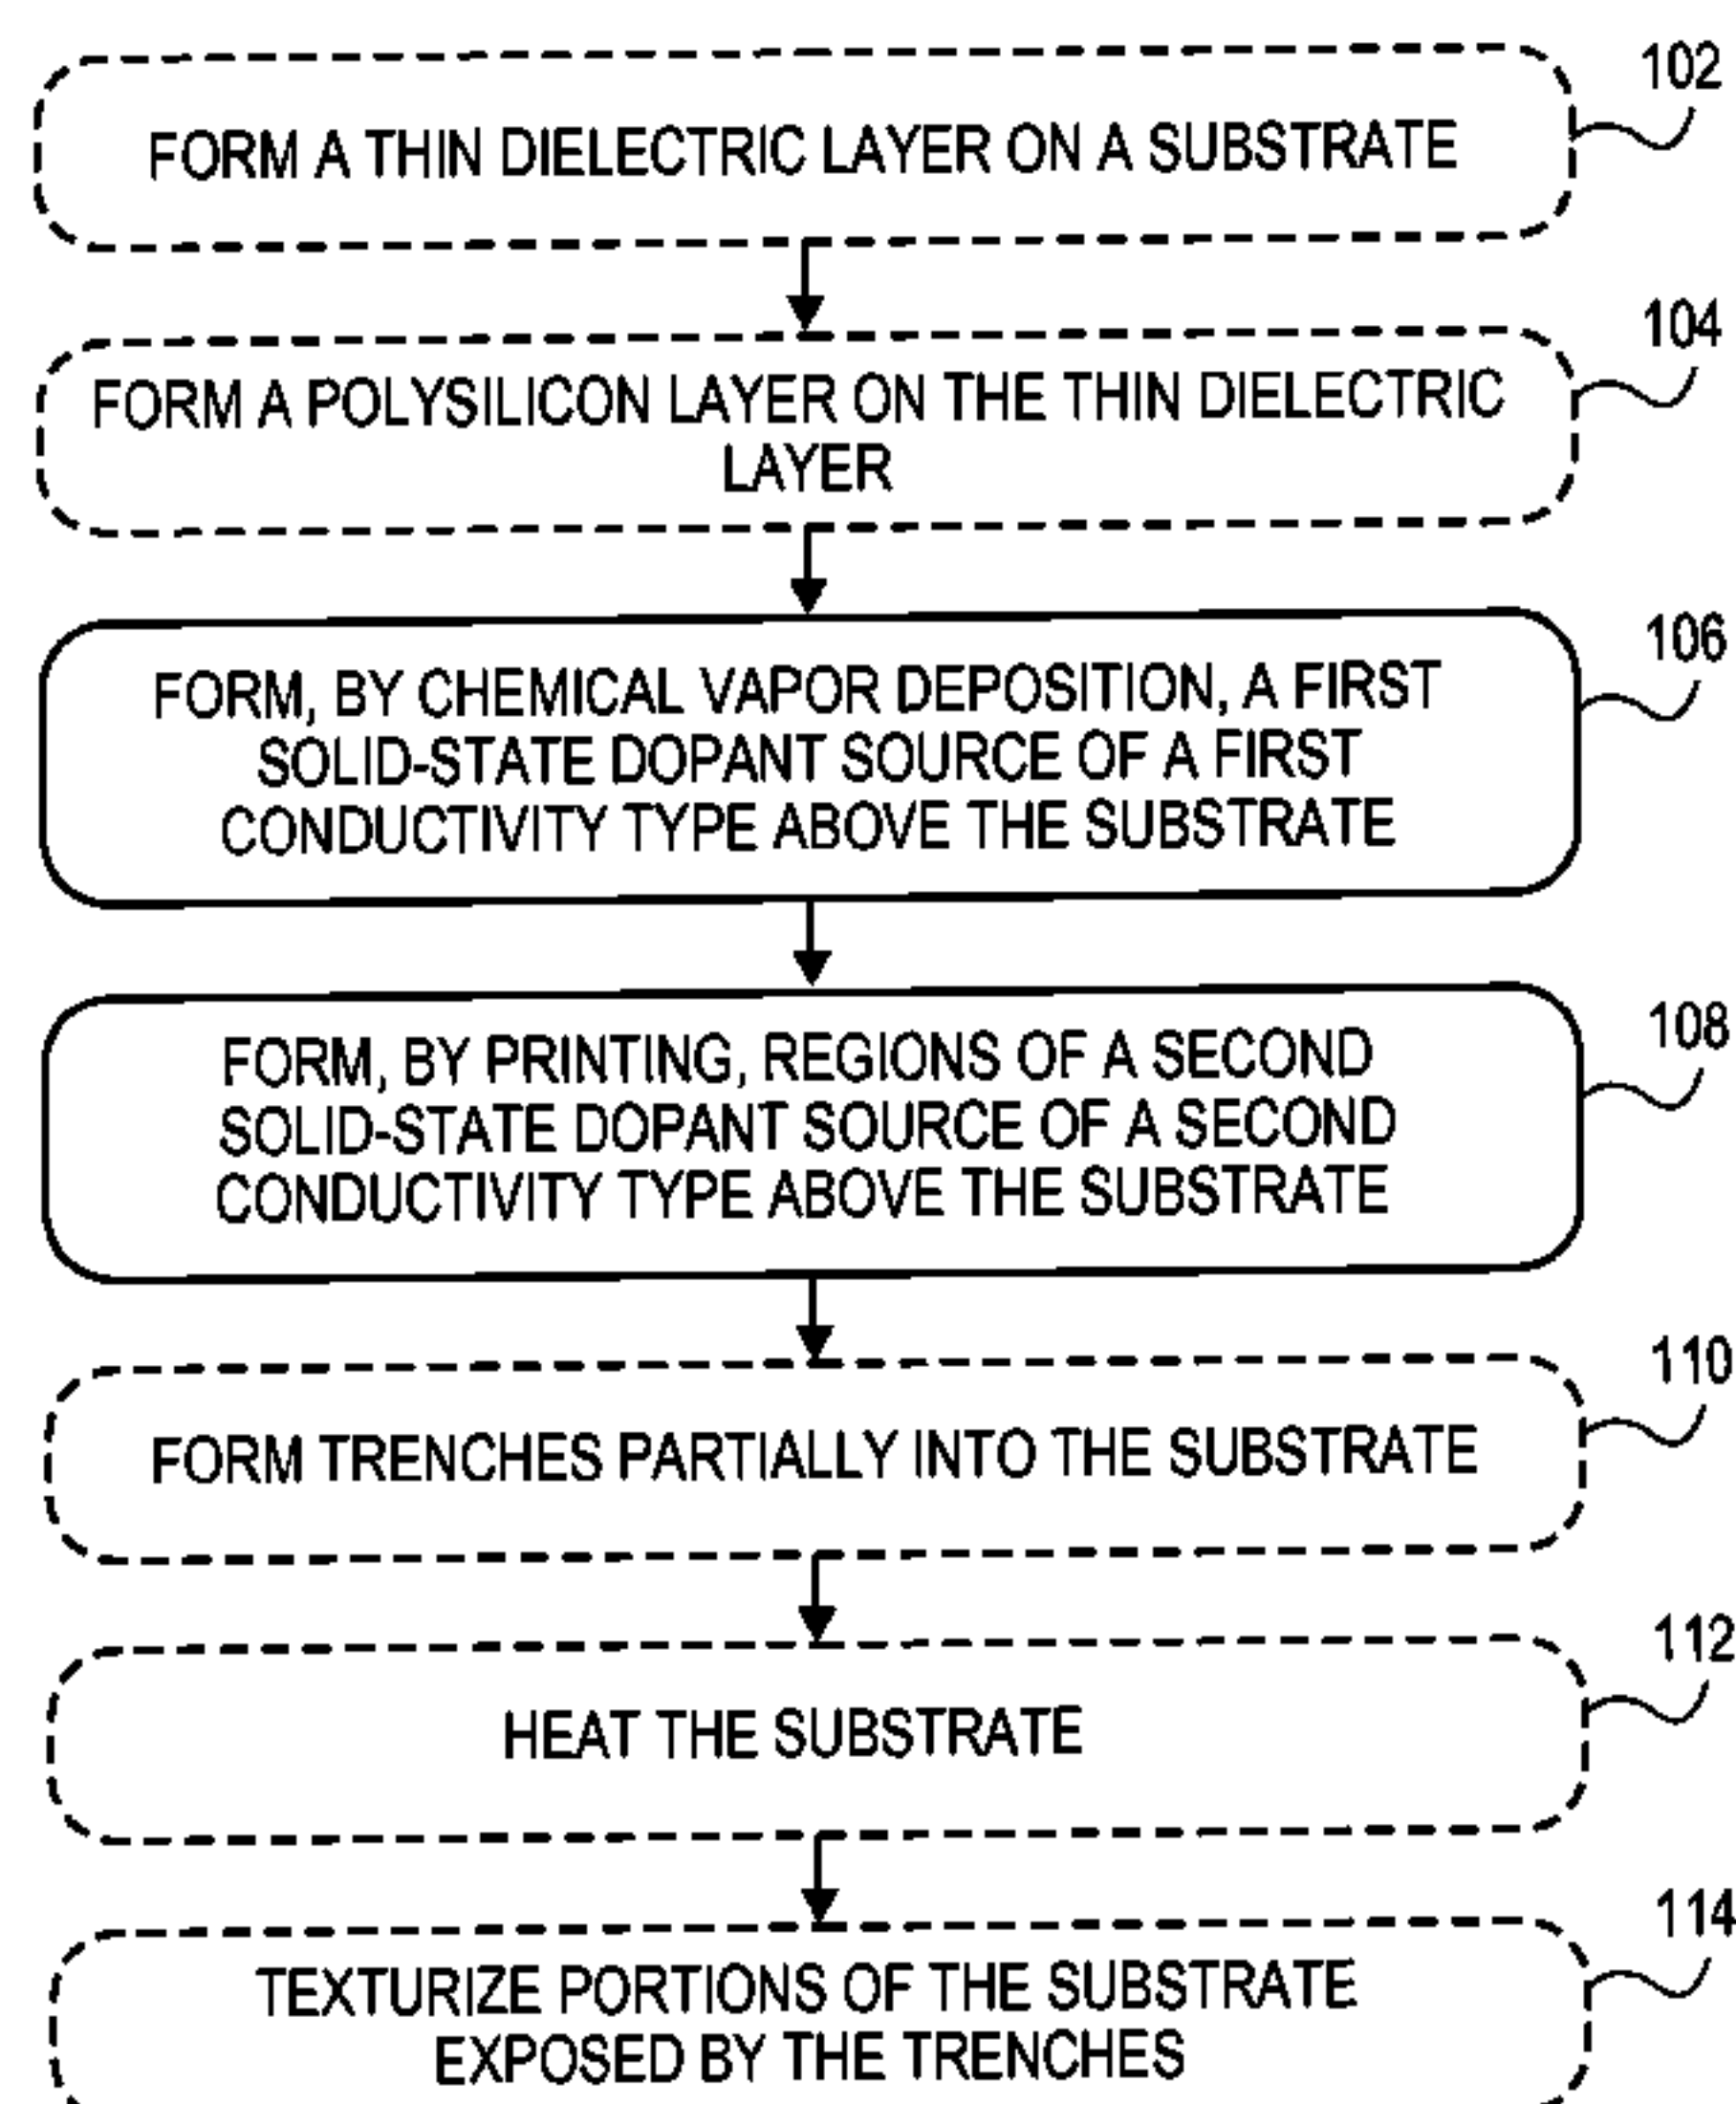 102
FORM A THIN DIELECTRIC LAYER ON A SUBSTRATE
104
FORM A POLYSILICON LAYER ON THE THIN DIELECTRIC
LAYER
106
FORM, BY CHEMICAL VAPOR DEPOSITION, A FIRST
SOLID-STATE DOPANT SOURCE OF A FIRST
CONDUCTIVITY TYPE ABOVE THE SUBSTRATE
108
FORM, BY PRINTING, REGIONS OF A SECOND
SOLID-STATE DOPANT SOURCE OF A SECOND
CONDUCTIVITY TYPE ABOVE THE SUBSTRATE
110
FORM TRENCHES PARTIALLY INTO THE SUBSTRATE
112
HEAT THE SUBSTRATE
114
TEXTURIZE PORTIONS OF THE SUBSTRATE
EXPOSED BY THE TRENCHES